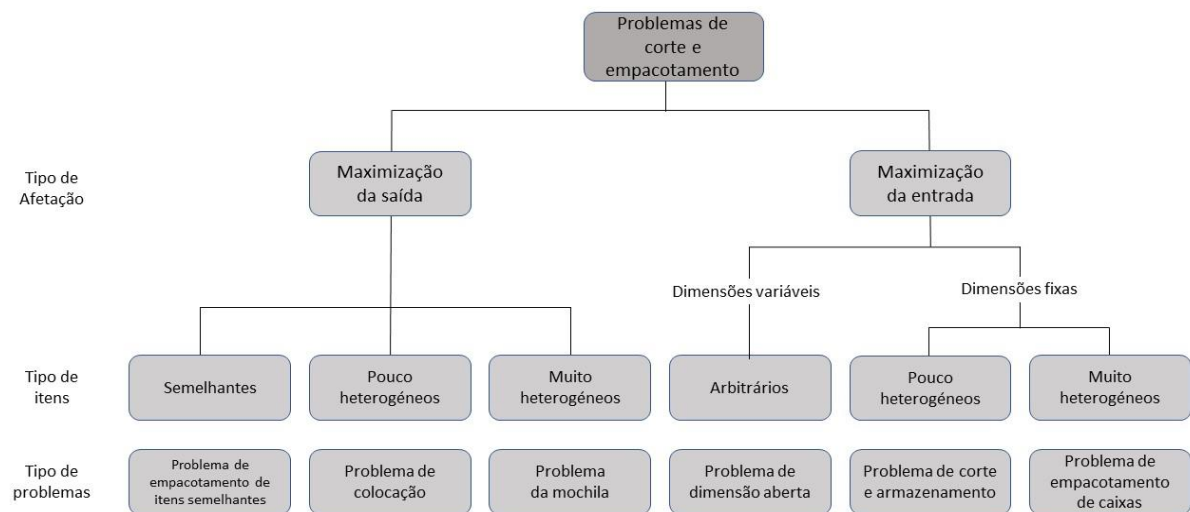 Problemas de
corte e
empacotamento
Tipo de
Afetação
Maximização
da saída
Maximização
da entrada
Dimensões variáveis
Dimensões fixas
Tipo de
itens
Semelhantes
Pouco
heterogéneos
Muito
heterogéneos
Arbitrários
Pouco
heterogéneos
Muito
heterogéneos
Tipo de
problemas
Problema de
empacotamento de
itens semelhantes
Problema de
colocação
Problema
da mochila
Problema de
dimensão aberta
Problema de corte
e armazenamento
Problema de
empacotamento
de caixas